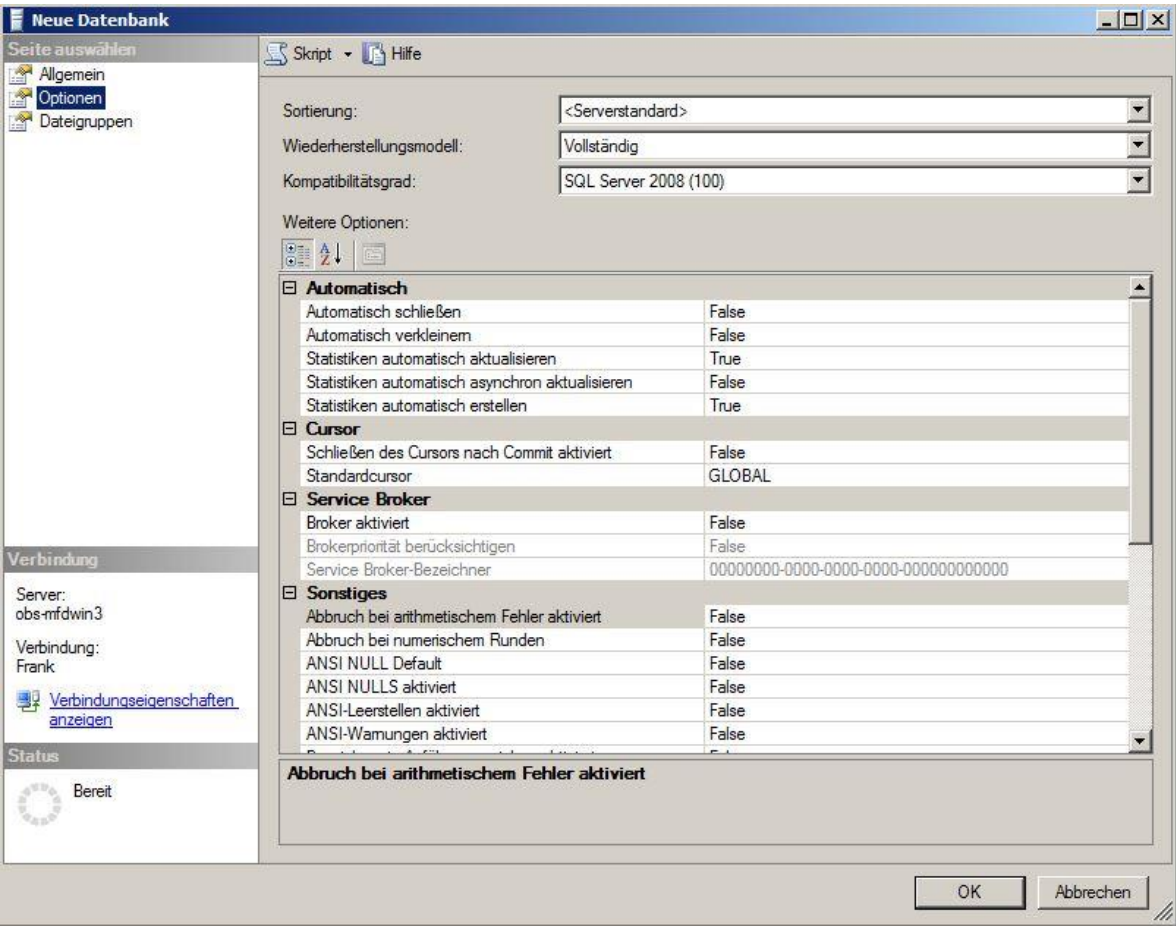 Neue Datenbank
Seite auswählen
Allgemein
Optionen
Dateigruppen
Skript Hilfe
Sortierung: <Serverstandard>
Wiederherstellungsmodell: Vollständig
Kompatibilitätsgrad: SQL Server 2008 (100)
Weitere Optionen:
Automatisch
Automatisch schließen False
Automatisch verkleinern False
Statistiken automatisch aktualisieren True
Statistiken automatisch asynchron aktualisieren False
Statistiken automatisch erstellen True
Cursor
Schließen des Cursors nach Commit aktiviert False
Standardcursor GLOBAL
Service Broker
Broker aktiviert False
Brokerpriorität berücksichtigen False
Service Broker-Bezeichner 00000000-0000-0000-0000-000000000000
Sonstiges
Abbruch bei arithmetischem Fehler aktiviert False
Abbruch bei numerischem Runden False
ANSI NULL Default False
ANSI NULLS aktiviert False
ANSI-Leerstellen aktiviert False
ANSI-Warnungen aktiviert False
Abbruch bei arithmetischem Fehler aktiviert
Verbindung
Server:
obs-mfdwin3
Verbindung:
Frank
Verbindungseigenschaften
anzeigen
Status
Bereit
OK Abbrechen